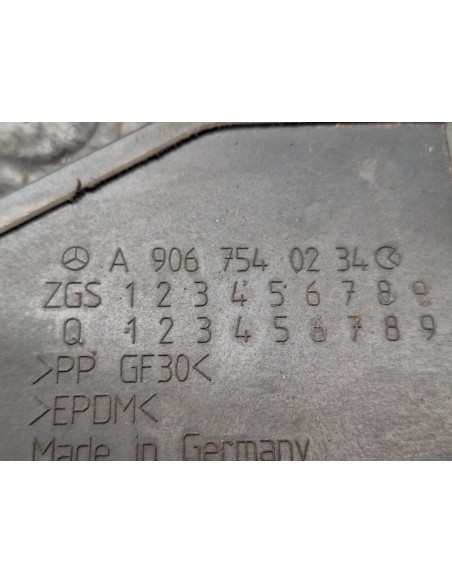 A 906 754 02 34
ZGS 1 2 3 4 5 6 7 8 9
Q 1 2 3 4 5 6 7 8 9
>PP GF30<
>EPDM<
Made in Germany